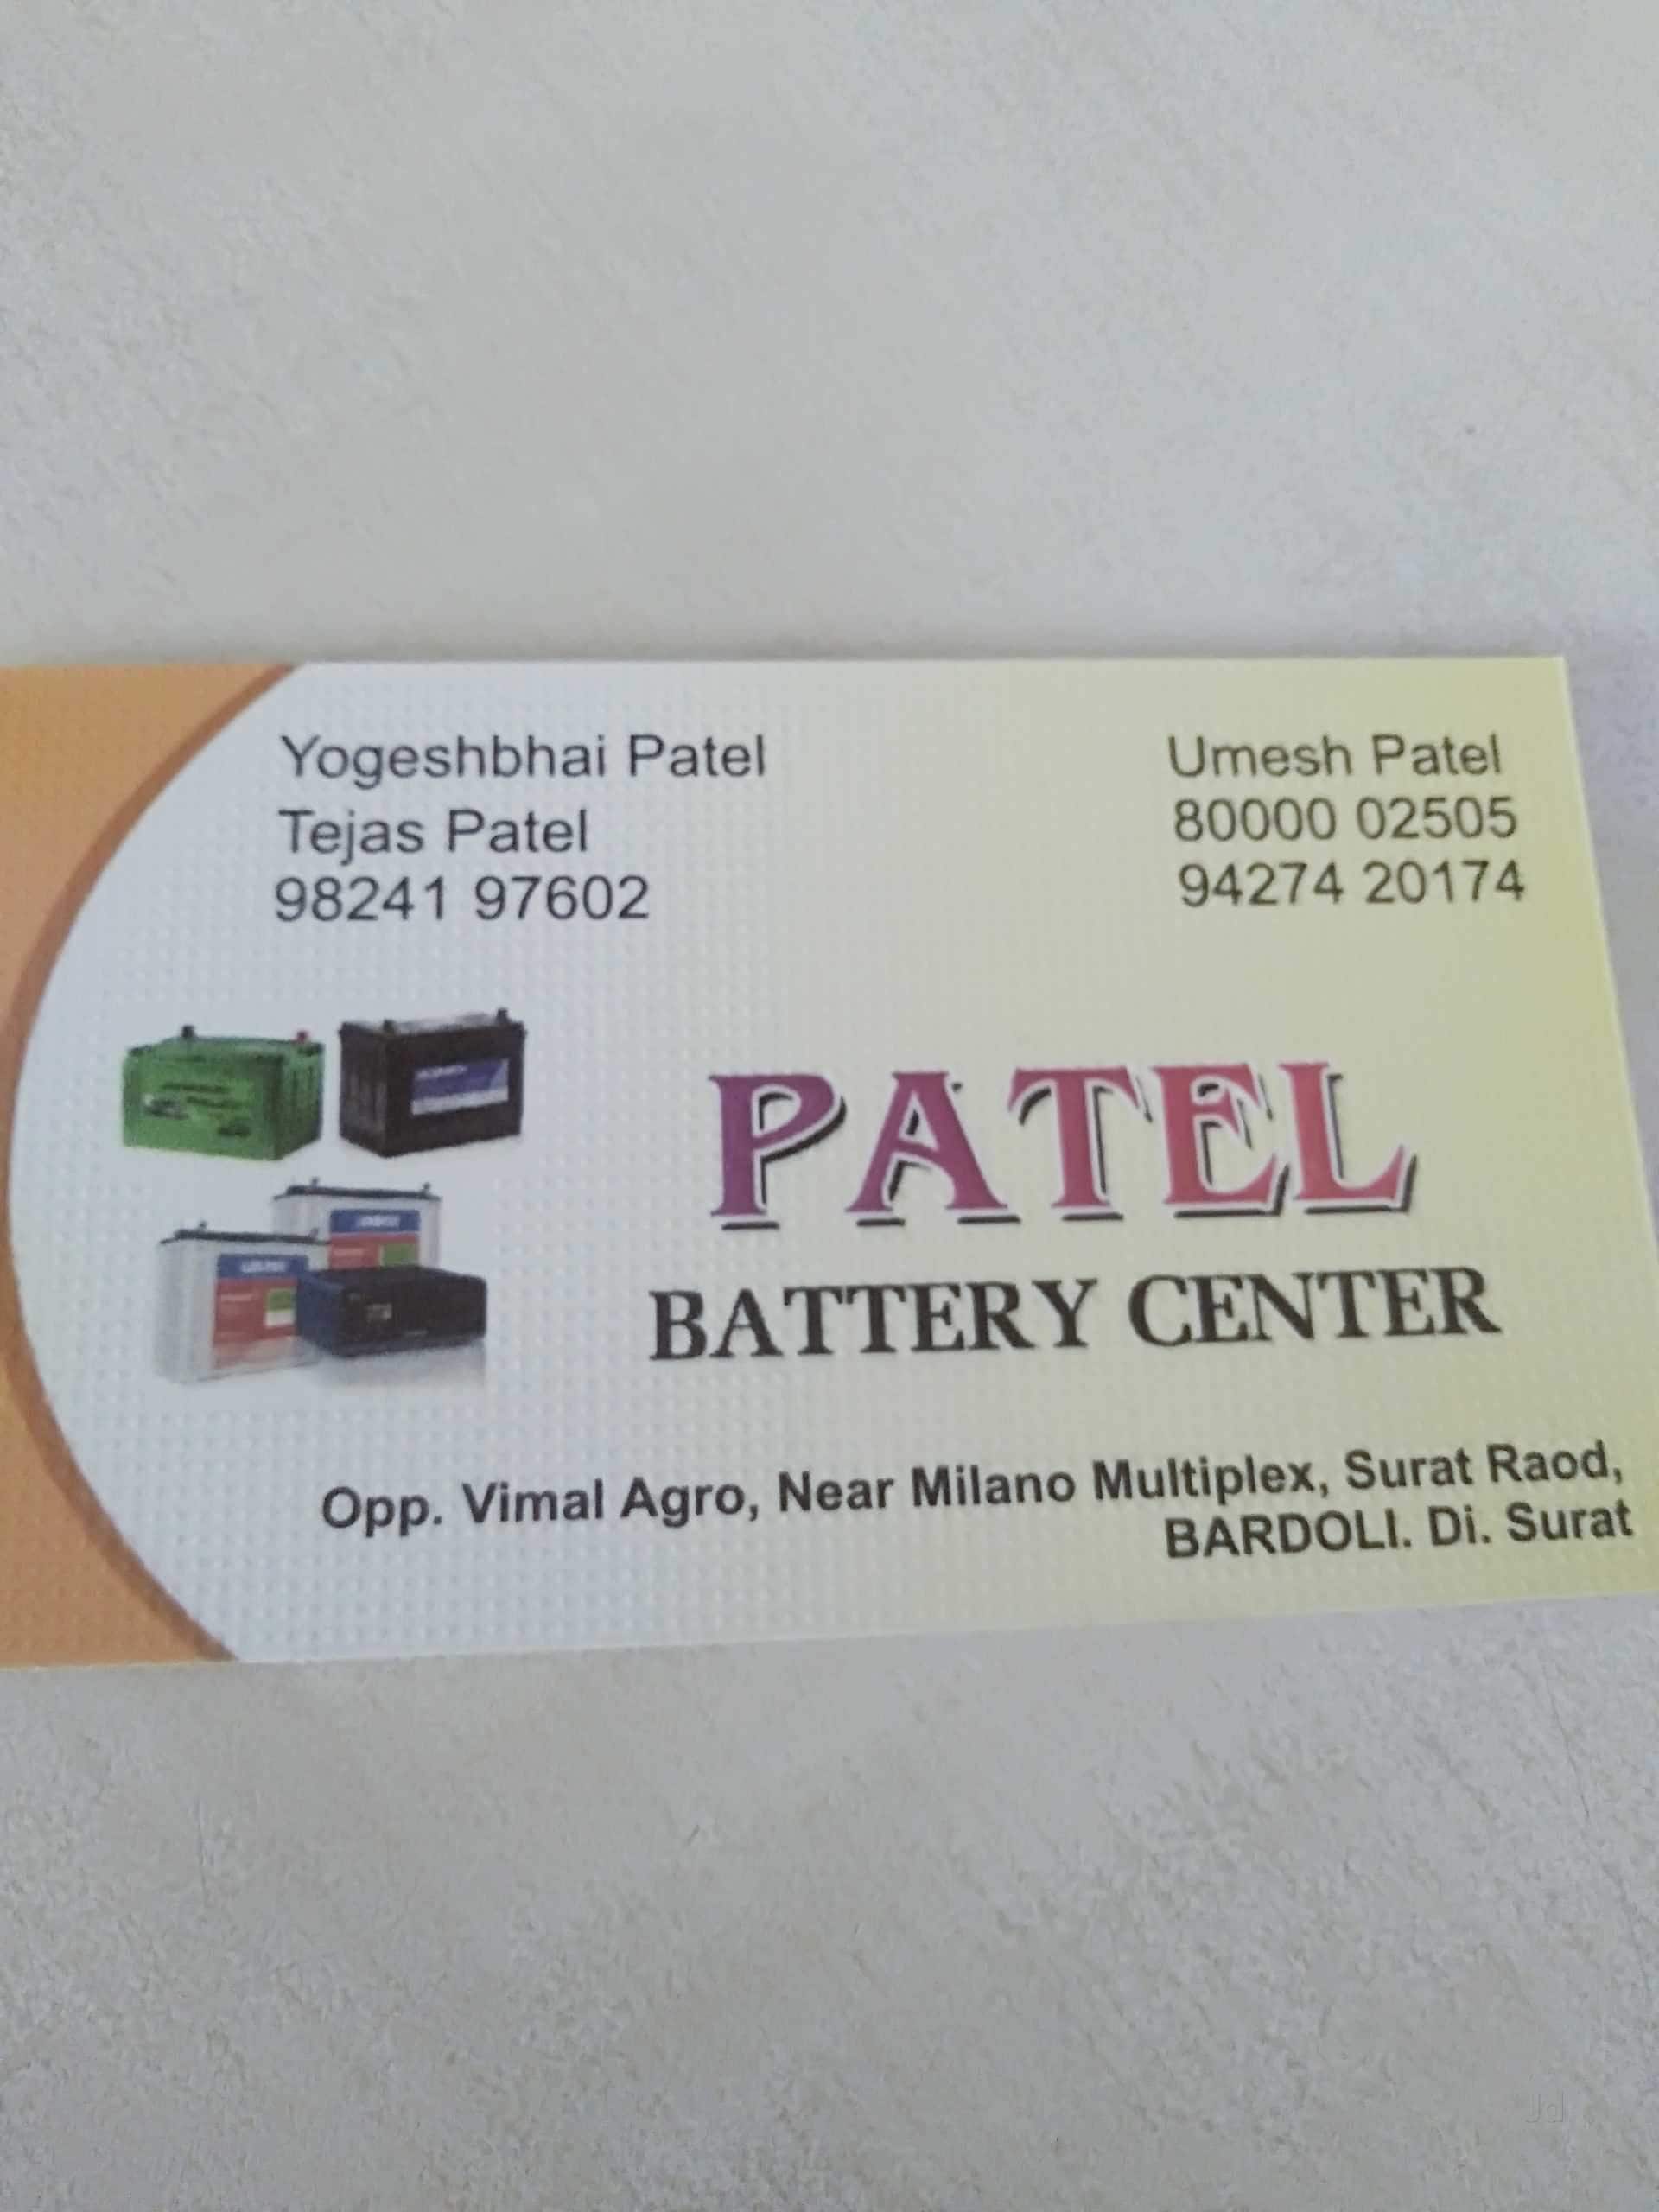 Yogeshbhai Patel
Tejas Patel
98241 97602
Umesh Patel
80000 02505
94274 20174
PATEL
BATTERY CENTER
Opp. Vimal Agro, Near Milano Multiplex, Surat Raod,
BARDOLI. Di. Surat
Jd